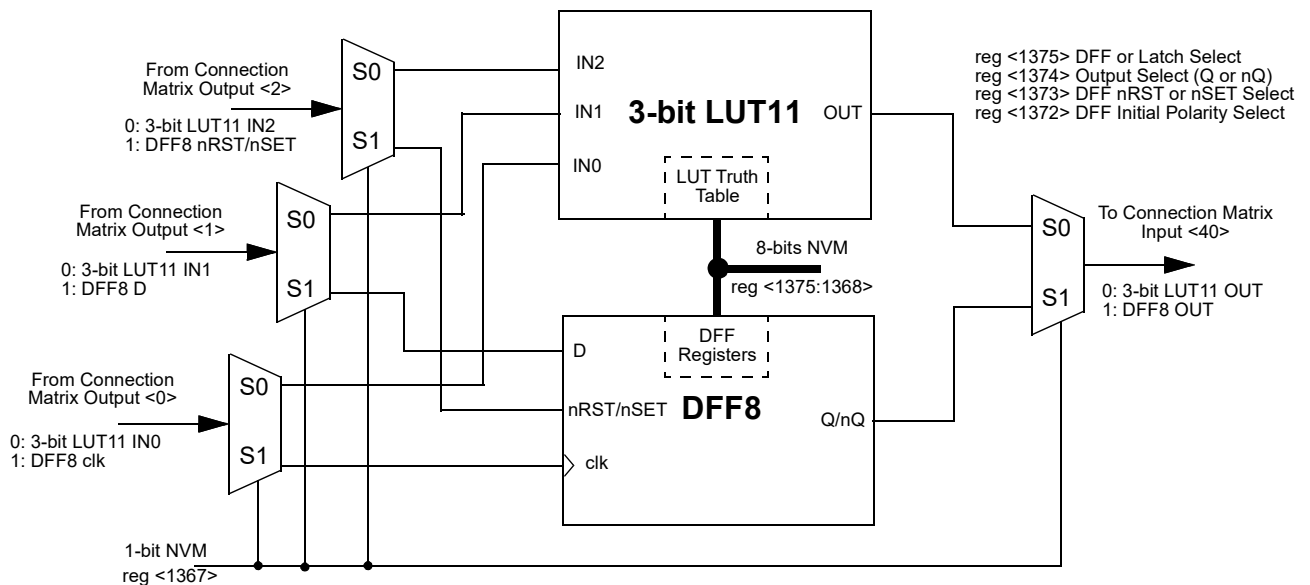 From Connection
Matrix Output <2>
0: 3-bit LUT11 IN2
1: DFF8 nRST/nSET
S0
S1
From Connection
Matrix Output <1>
0: 3-bit LUT11 IN1
1: DFF8 D
S0
S1
From Connection
Matrix Output <0>
0: 3-bit LUT11 IN0
1: DFF8 clk
S0
S1
1-bit NVM
reg <1367>
IN2
IN1
IN0
3-bit LUT11
OUT
LUT Truth
Table
8-bits NVM
reg <1375:1368>
DFF
Registers
D
nRST/nSET
clk
DFF8
Q/nQ
reg <1375> DFF or Latch Select
reg <1374> Output Select (Q or nQ)
reg <1373> DFF nRST or nSET Select
reg <1372> DFF Initial Polarity Select
S0
S1
To Connection Matrix
Input <40>
0: 3-bit LUT11 OUT
1: DFF8 OUT